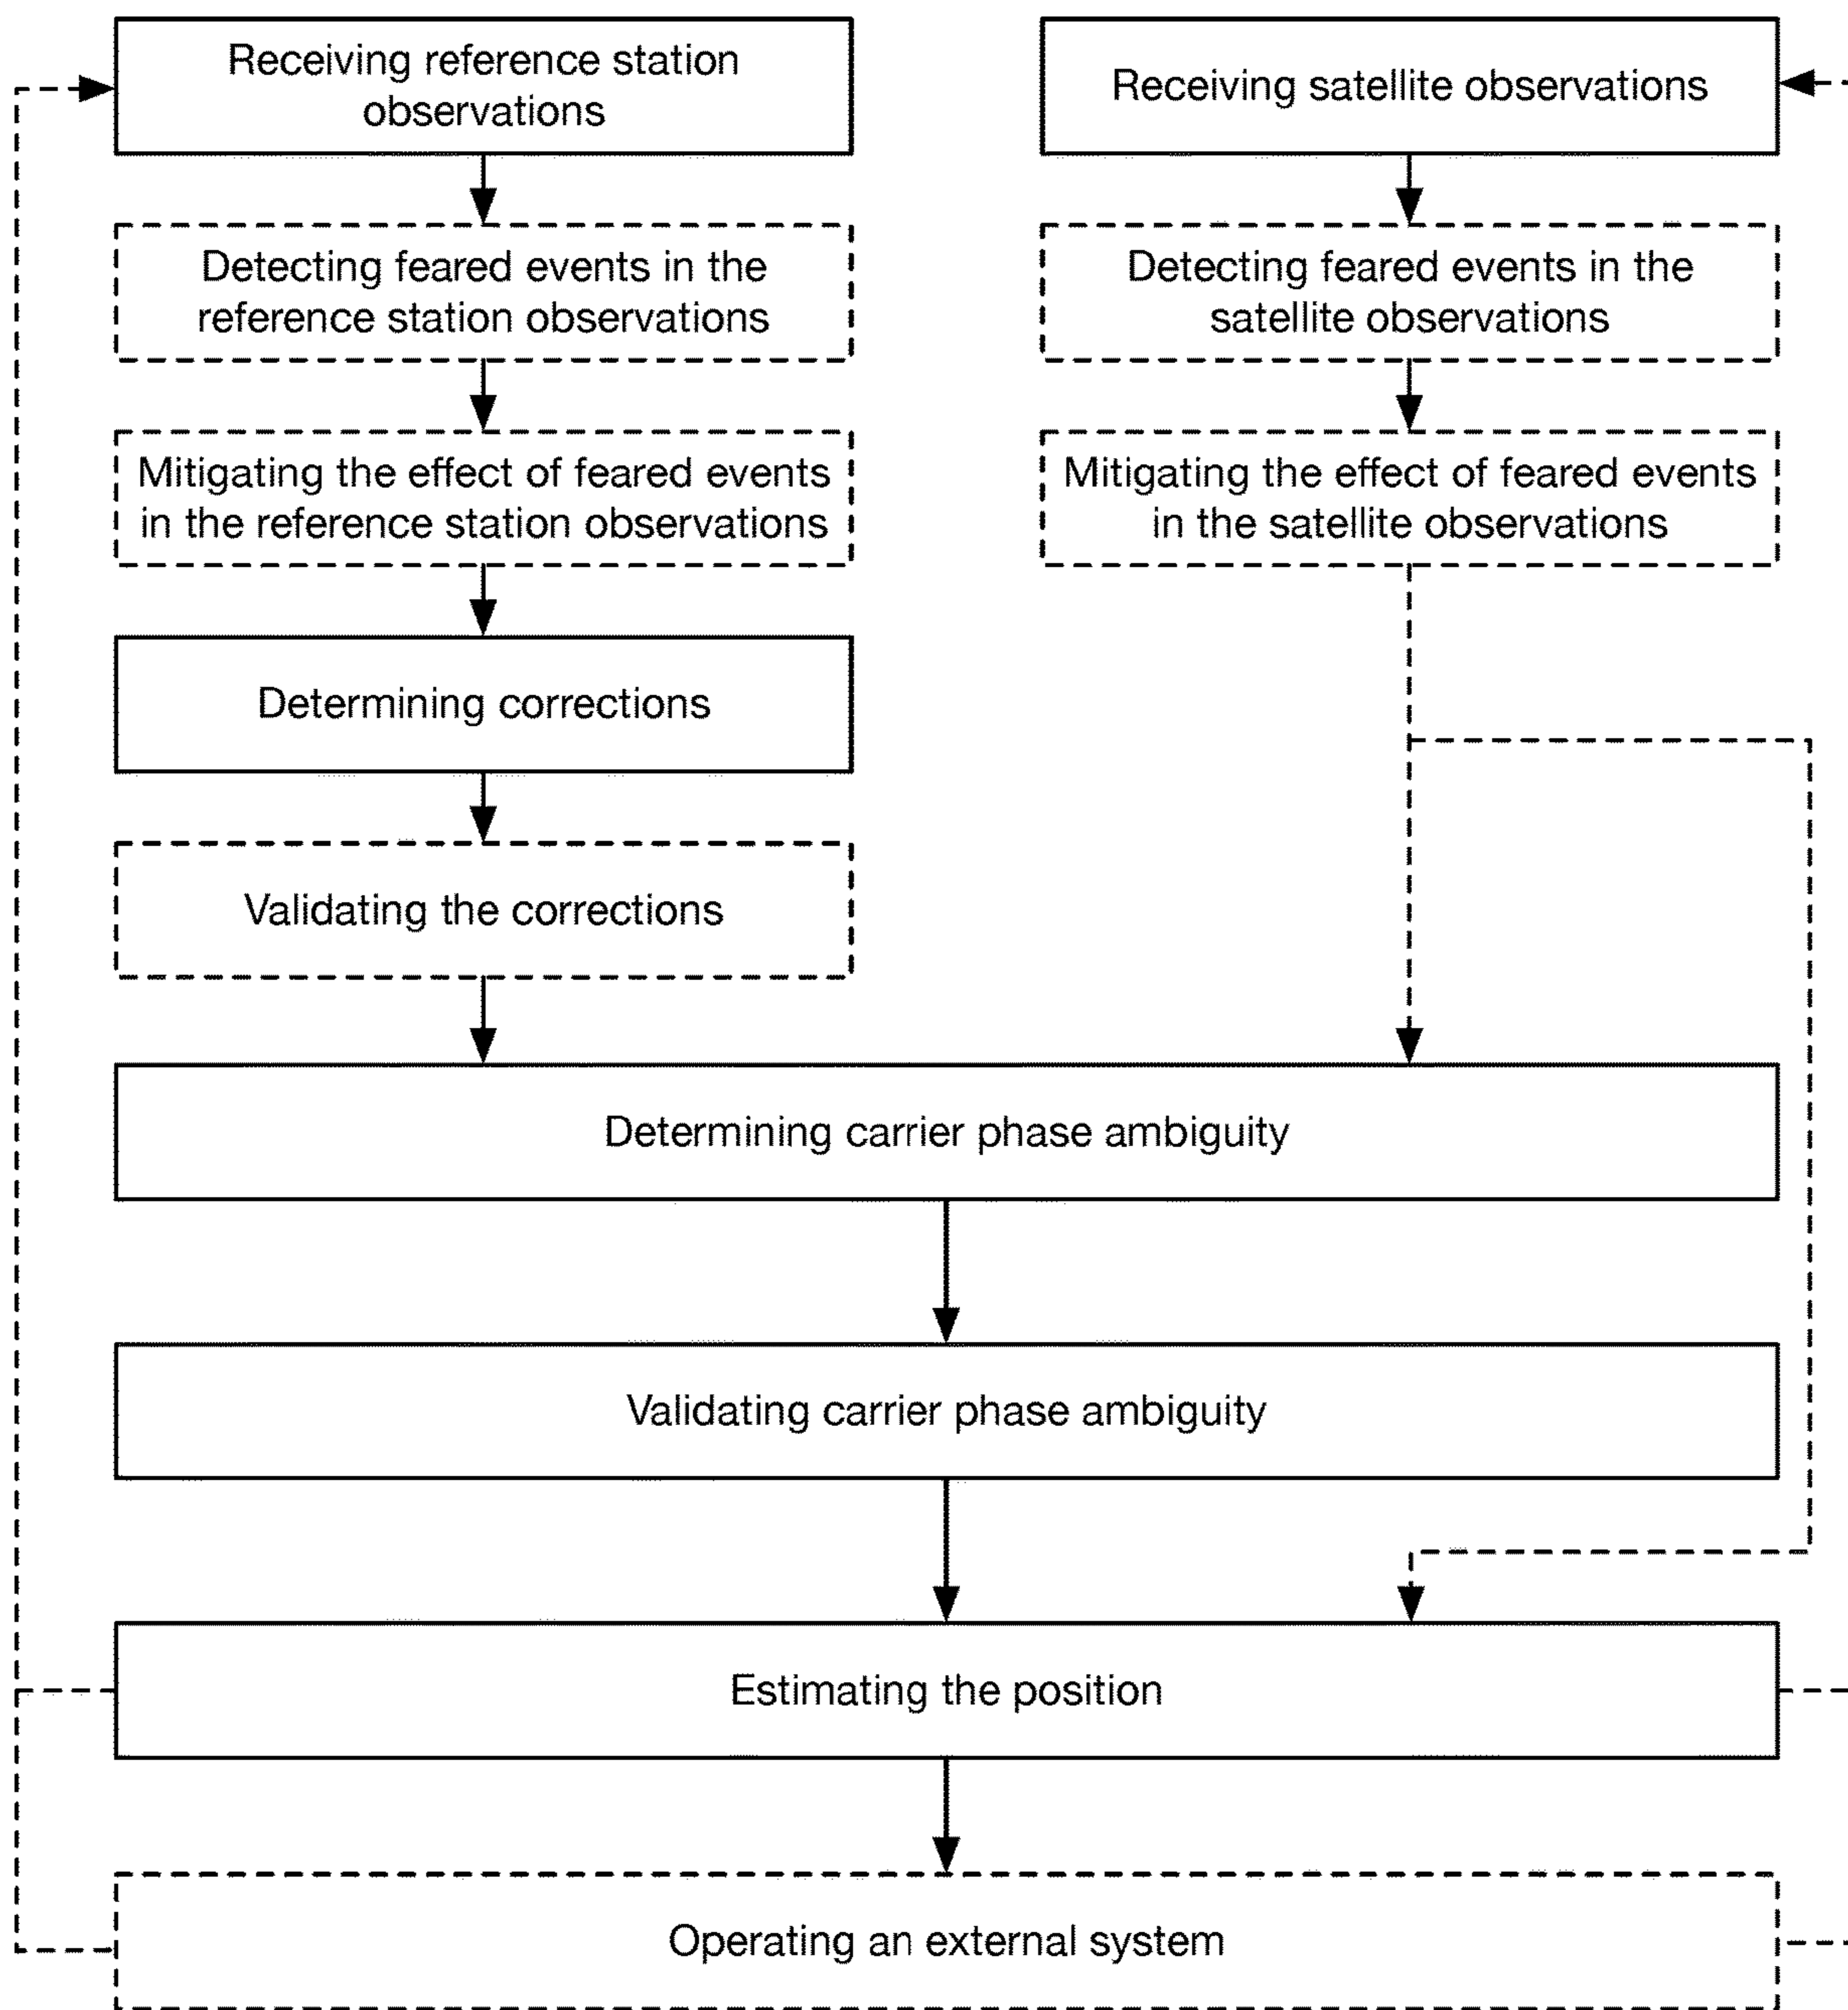 Receiving reference station
observations
Detecting feared events in the
reference station observations
Mitigating the effect of feared events
in the reference station observations
Determining corrections
Validating the corrections
Receiving satellite observations
Detecting feared events in the
satellite observations
Mitigating the effect of feared events
in the satellite observations
Determining carrier phase ambiguity
Validating carrier phase ambiguity
Estimating the position
Operating an external system